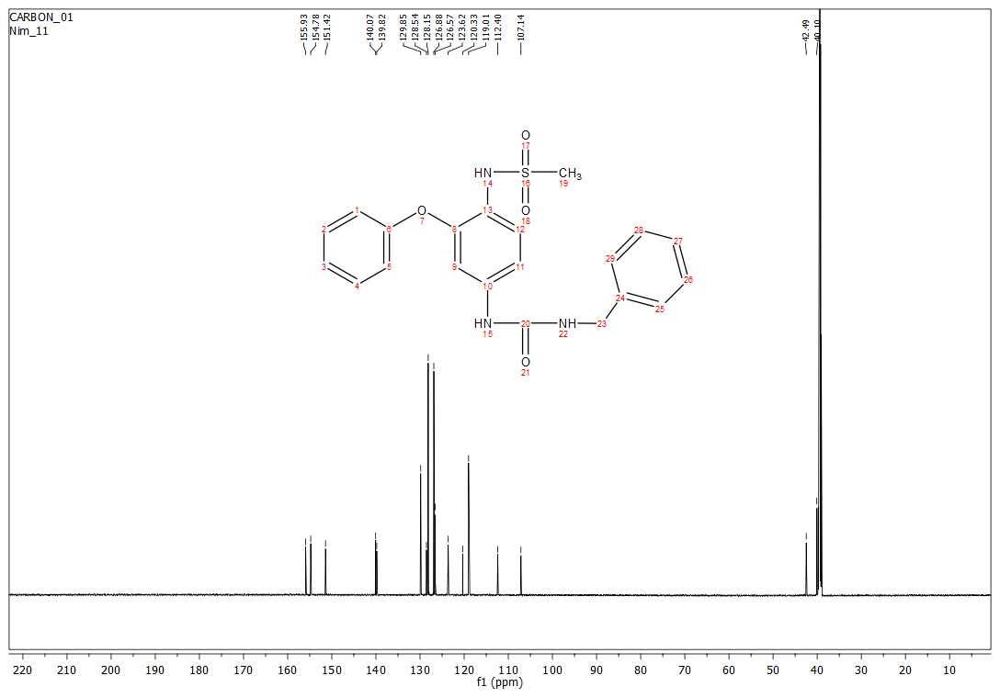 CARBON_01
Nim_11
155.93
154.78
151.42
140.07
139.82
129.85
128.54
128.15
126.88
126.57
123.62
120.33
119.01
112.40
107.14
42.49
40.10
O
17
HN S CH3
14 16 19
O
18
O
7
1 2 3 4 5 6
8 9 10 11 12 13
HN 20 NH 23
15 22
O
21
24 25 26 27 28 29
220 210 200 190 180 170 160 150 140 130 120 110 100 90 80 70 60 50 40 30 20 10
f1 (ppm)